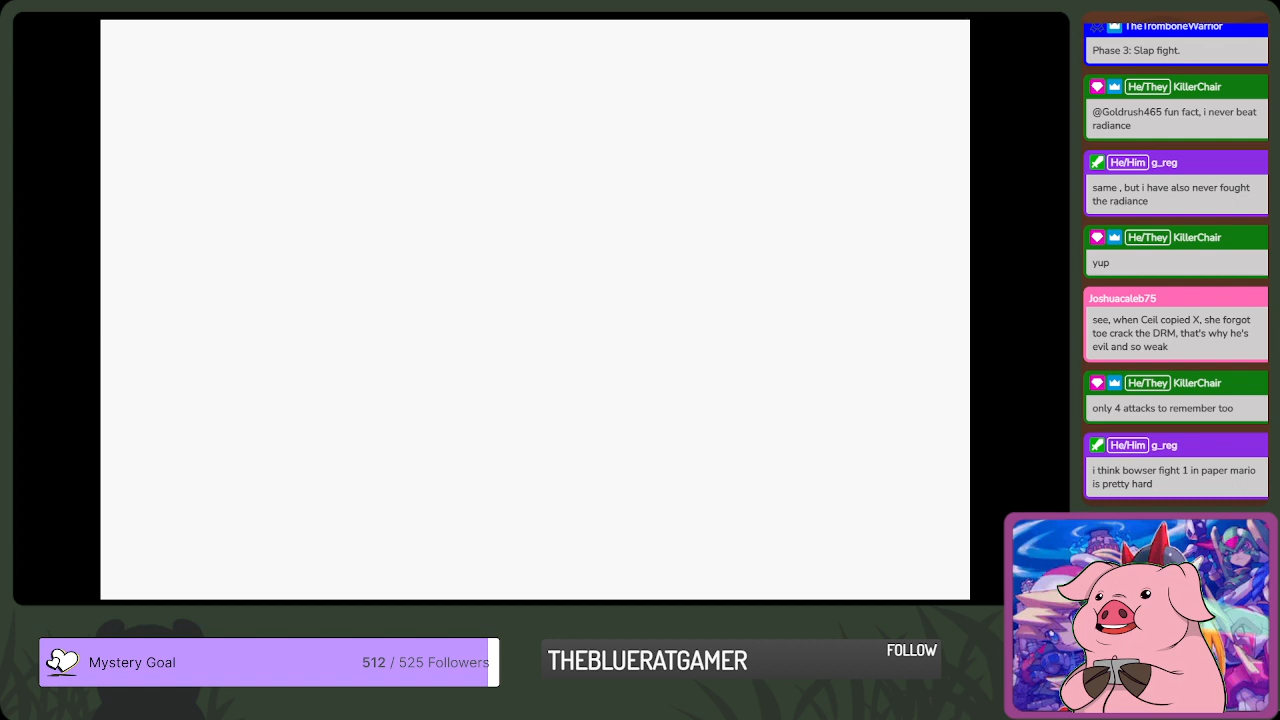 TheTromboneWarrior
Phase 3: Slap fight.
He/They KillerChair
@Goldrush465 fun fact, i never beat
radiance
He/Him g_reg
same , but i have also never fought
the radiance
He/They KillerChair
yup
Joshuacaleb75
see, when Ceil copied X, she forgot
toe crack the DRM, that's why he's
evil and so weak
He/They KillerChair
only 4 attacks to remember too
He/Him g_reg
i think bowser fight 1 in paper mario
is pretty hard
Mystery Goal
512 / 525 Followers
THEBLUERATGAMER
FOLLOW